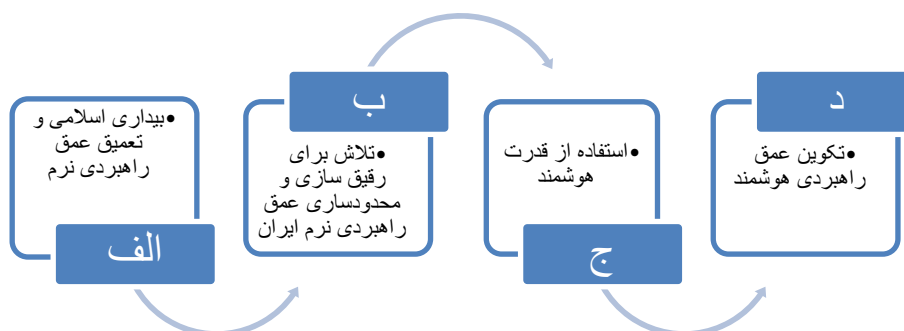 •بیداری اسلامی و
تعمیق عمق
راهبردی نرم
الف
ب
•تلاش برای
رقیق سازی و
محدودساری عمق
راهبردی نرم ایران
•استفاده از قدرت
هوشمند
ج
د
•تکوین عمق
راهبردی هوشمند